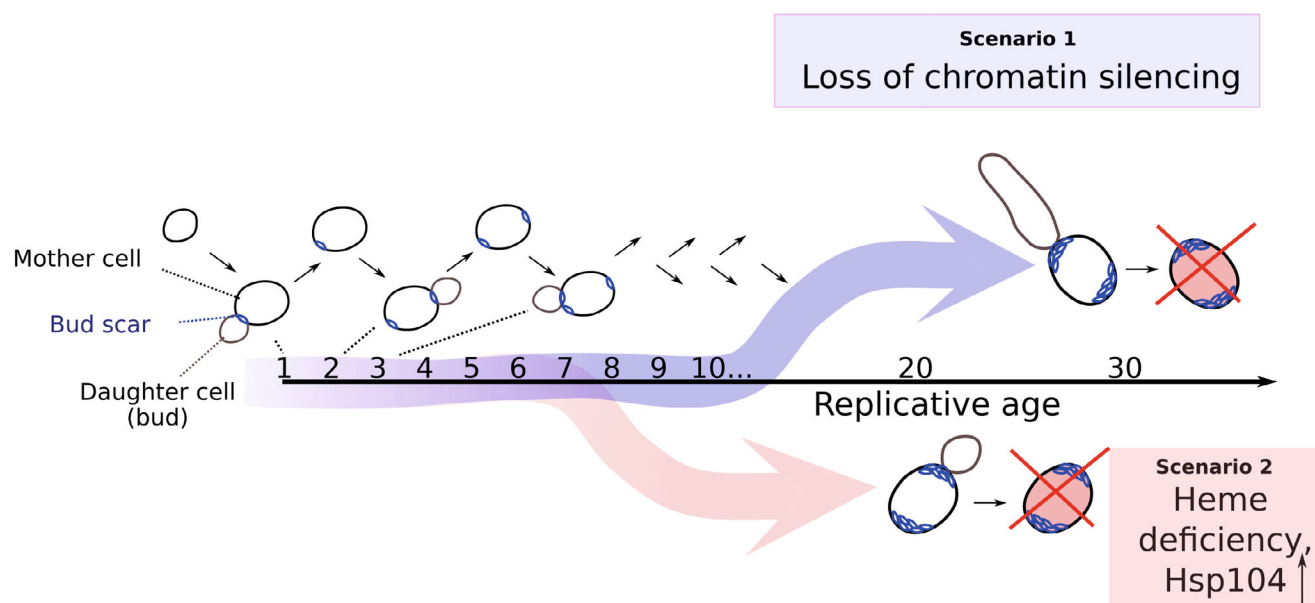 Scenario 1
Loss of chromatin silencing
Mother cell
Bud scar
Daughter cell
(bud)
1 2 3 4 5 6 7 8 9 10... 20 30
Replicative age
Scenario 2
Heme
deficiency,
Hsp104